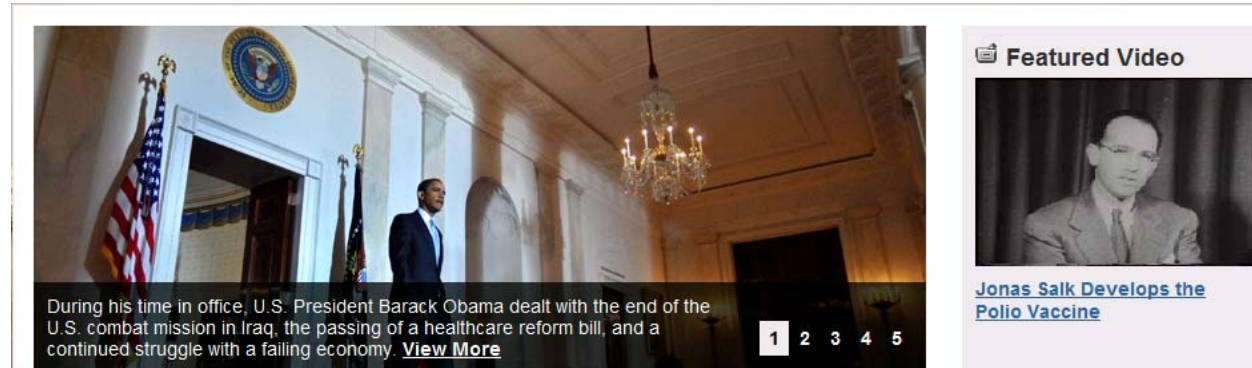 During his time in office, U.S. President Barack Obama dealt with the end of the
U.S. combat mission in Iraq, the passing of a healthcare reform bill, and a
continued struggle with a failing economy. View More
1 2 3 4 5
Featured Video
Jonas Salk Develops the
Polio Vaccine